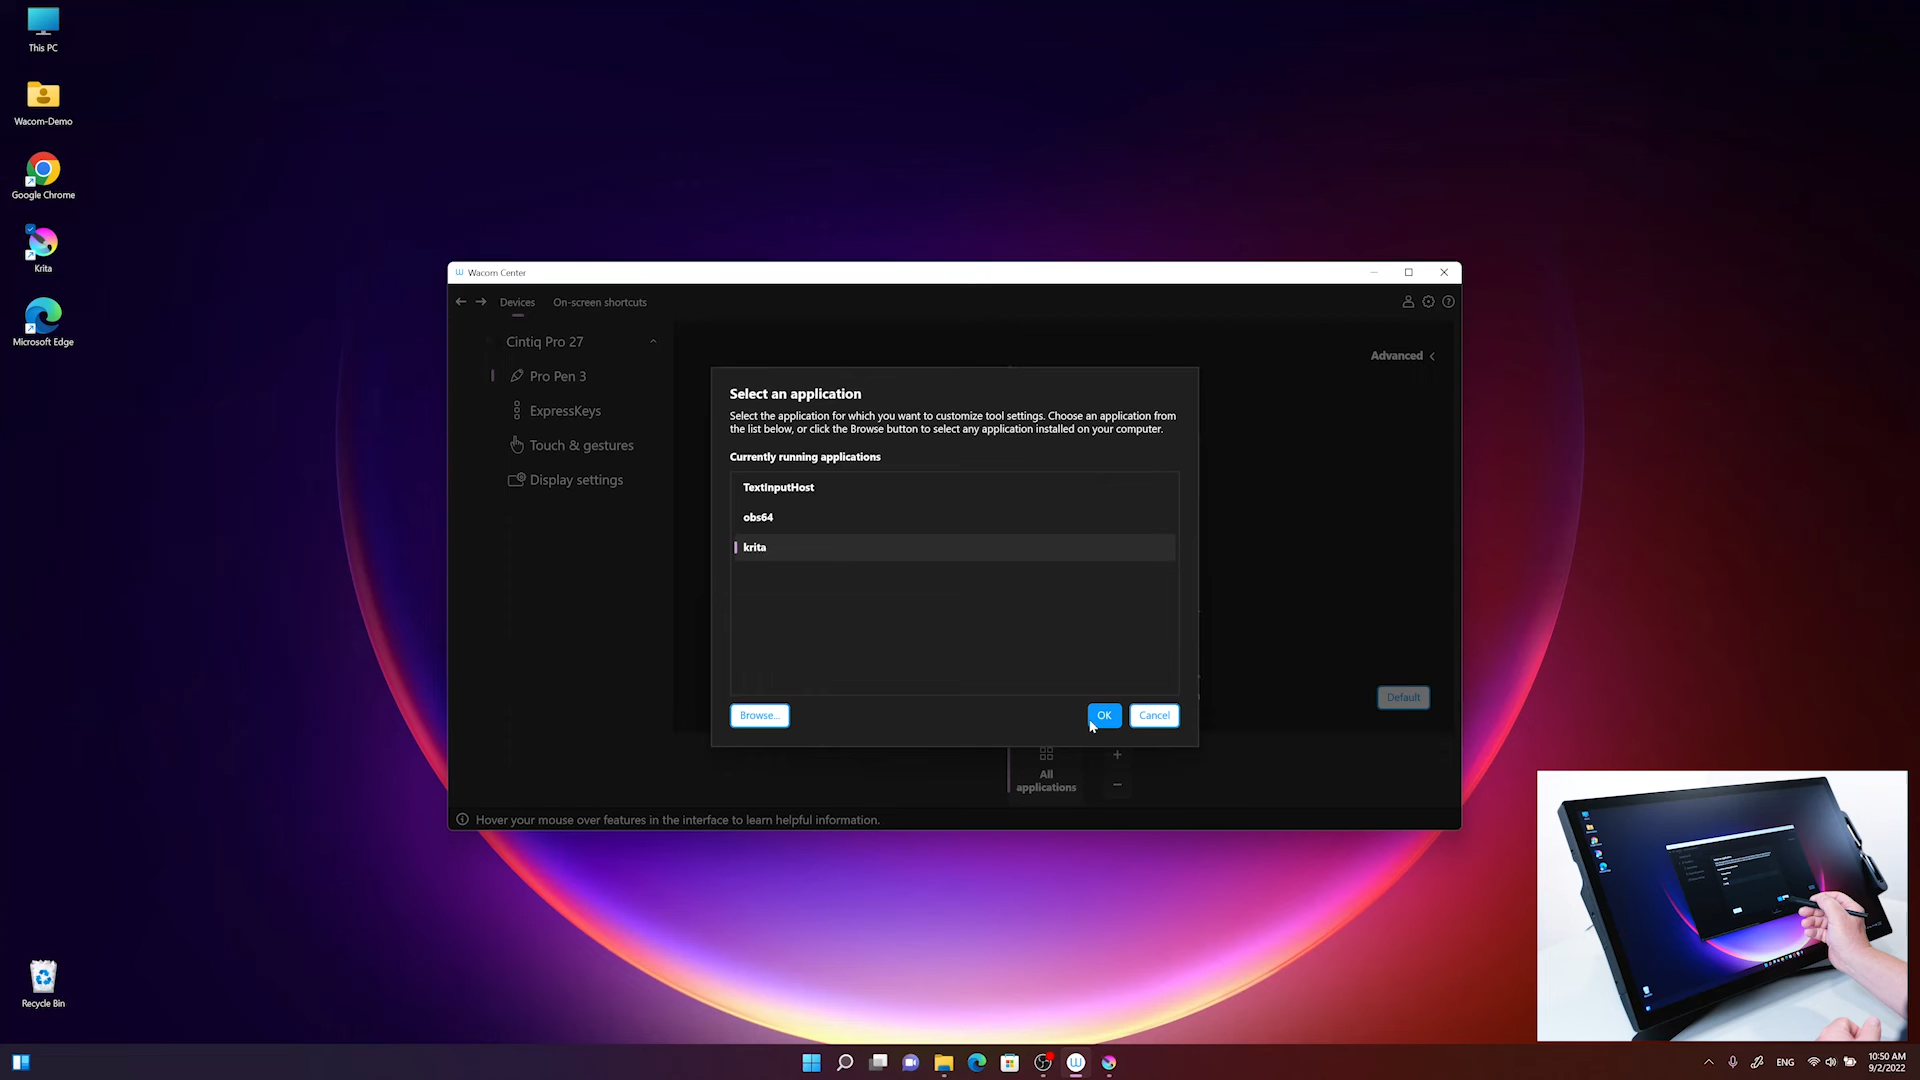 This PC
Wacom-Demo
Google Chrome
Krita
Microsoft Edge
Recycle Bin
Wacom Center
Devices
On-screen shortcuts
Cintiq Pro 27
Pro Pen 3
ExpressKeys
Touch & gestures
Display settings
Advanced
Select an application
Select the application for which you want to customize tool settings. Choose an application from
the list below, or click the Browse button to select any application installed on your computer.
Currently running applications
TextInputHost
obs64
krita
Browse...
OK
Cancel
Default
All
applications
Hover your mouse over features in the interface to learn helpful information.
ENG
10:50 AM
9/2/2022